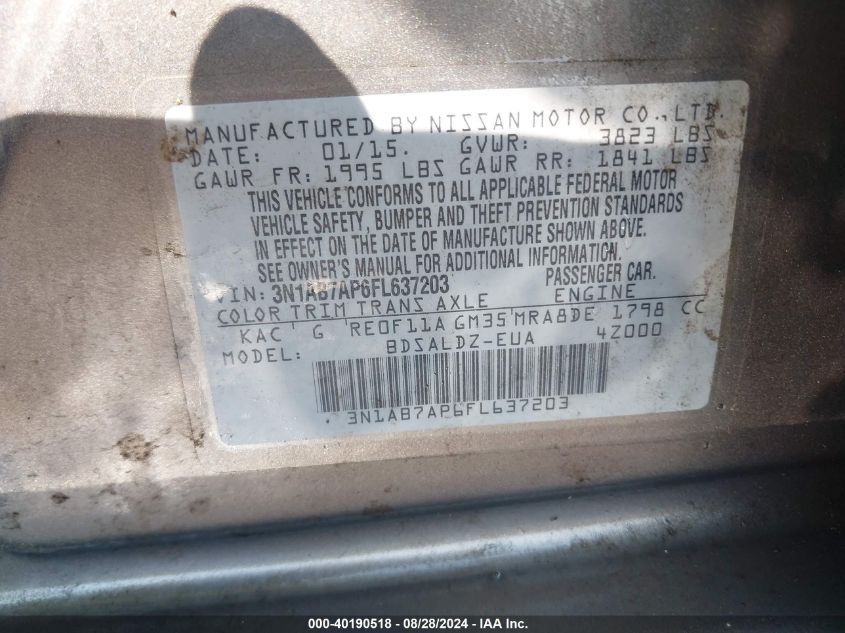 MANUFACTURED BY NISSAN MOTOR CO., LTD.
DATE: 01/15. GVWR: 3823 LBS
GAWR FR: 1995 LBS GAWR RR: 1841 LBS
THIS VEHICLE CONFORMS TO ALL APPLICABLE FEDERAL MOTOR
VEHICLE SAFETY, BUMPER AND THEFT PREVENTION STANDARDS
IN EFFECT ON THE DATE OF MANUFACTURE SHOWN ABOVE.
SEE OWNER'S MANUAL FOR ADDITIONAL INFORMATION.
VIN: 3N1AB7AP6FL637203 PASSENGER CAR.
COLOR TRIM TRANS AXLE ENGINE
KAC G RE0F11A GM35 MRA8DE 1798 CC
MODEL: BDSALDZ-EUA 4Z000
3N1AB7AP6FL637203
000-40190518 - 08/28/2024 - IAA Inc.